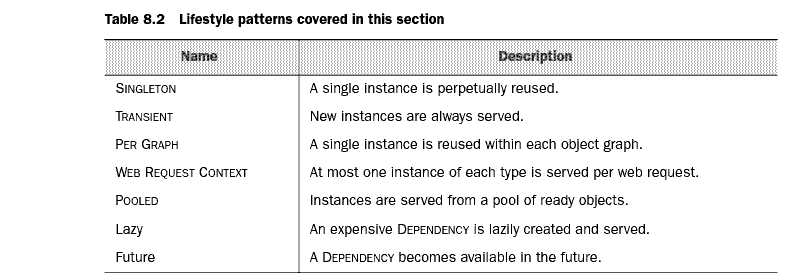 Table 8.2 Lifestyle patterns covered in this section
Name Description
SINGLETON A single instance is perpetually reused.
TRANSIENT New instances are always served.
PER GRAPH A single instance is reused within each object graph.
WEB REQUEST CONTEXT At most one instance of each type is served per web request.
POOLED Instances are served from a pool of ready objects.
Lazy An expensive DEPENDENCY is lazily created and served.
Future A DEPENDENCY becomes available in the future.